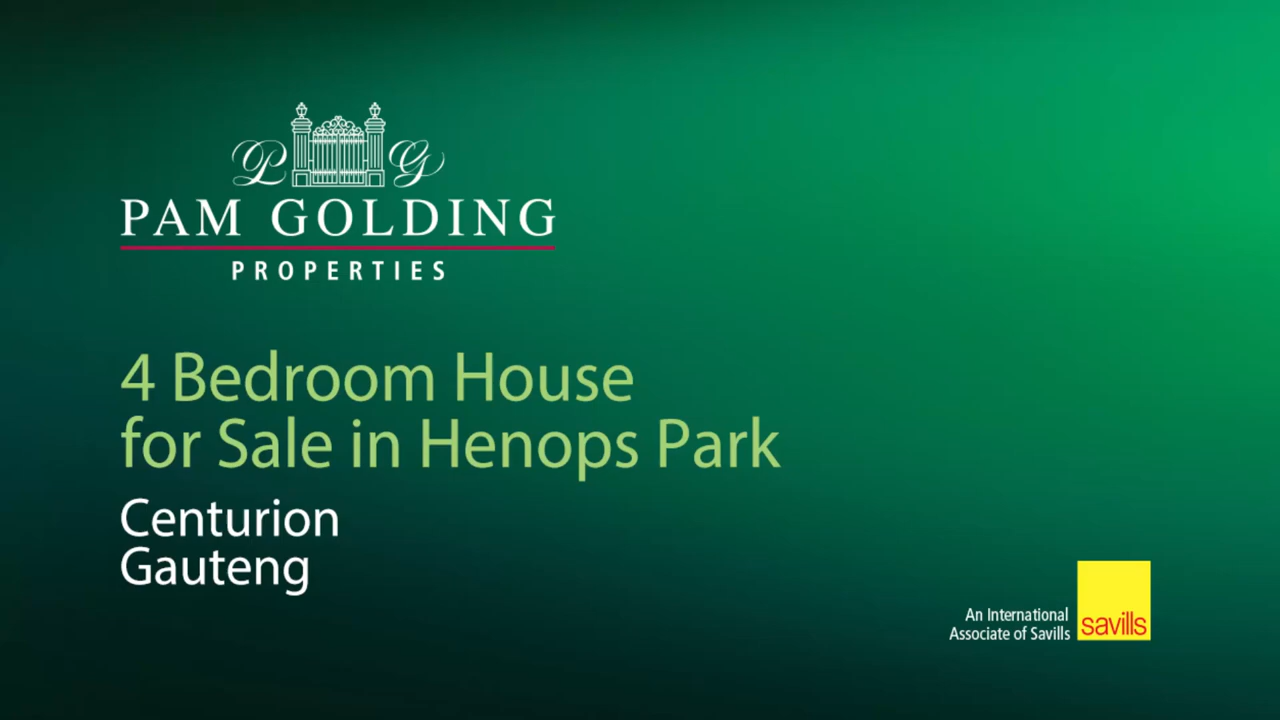 P G
PAM GOLDING
PROPERTIES
4 Bedroom House
for Sale in Henops Park
Centurion
Gauteng
An International
Associate of Savills
savills